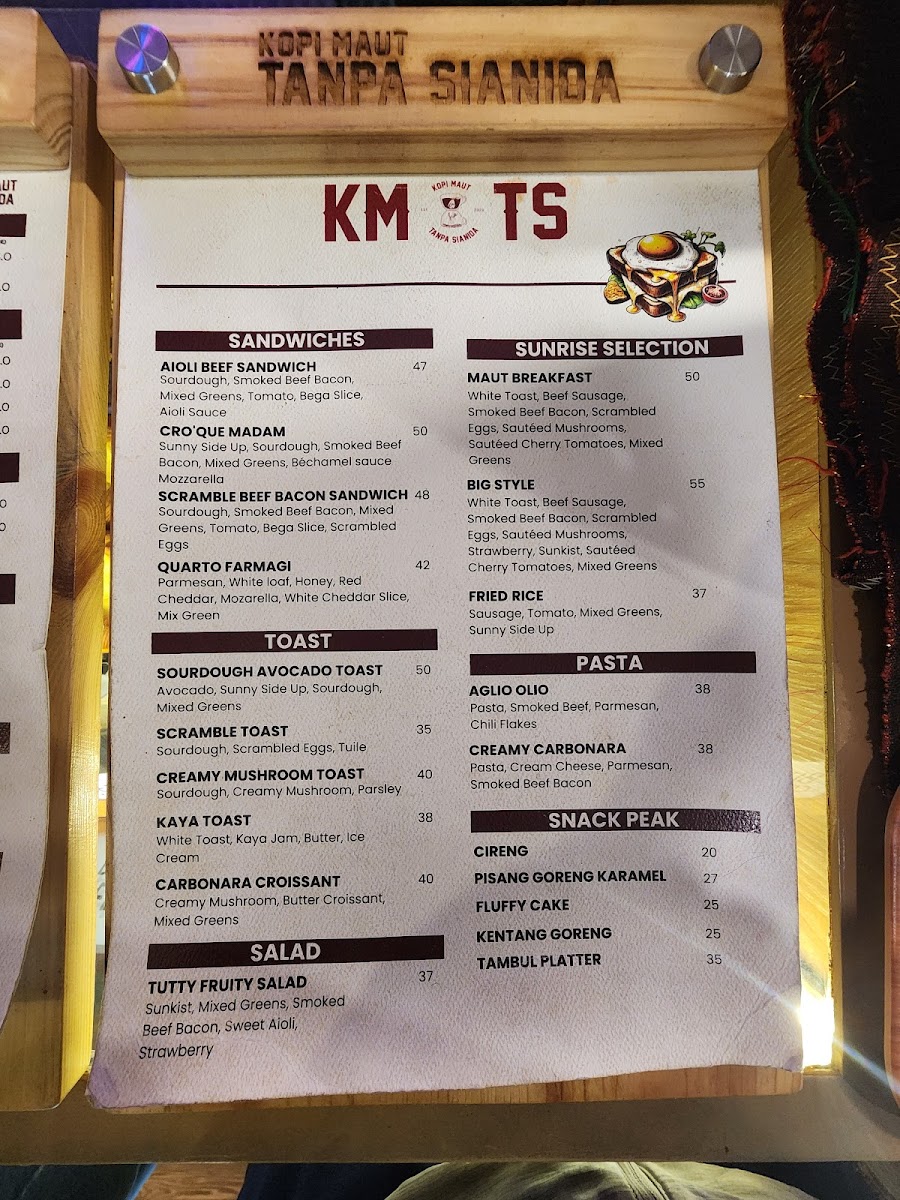 KOPI MAUT
TANPA SIANIDA
KM TS
KOPI MAUT
TANPA SIANIDA
SANDWICHES
AIOLI BEEF SANDWICH 47
Sourdough, Smoked Beef Bacon,
Mixed Greens, Tomato, Bega Slice,
Aioli Sauce
CRO'QUE MADAM 50
Sunny Side Up, Sourdough, Smoked Beef
Bacon, Mixed Greens, Béchamel sauce
Mozzarella
SCRAMBLE BEEF BACON SANDWICH 48
Sourdough, Smoked Beef Bacon, Mixed
Greens, Tomato, Bega Slice, Scrambled
Eggs
QUARTO FARMAGI 42
Parmesan, White loaf, Honey, Red
Cheddar, Mozarella, White Cheddar Slice,
Mix Green
TOAST
SOURDOUGH AVOCADO TOAST 50
Avocado, Sunny Side Up, Sourdough,
Mixed Greens
SCRAMBLE TOAST 35
Sourdough, Scrambled Eggs, Tuile
CREAMY MUSHROOM TOAST 40
Sourdough, Creamy Mushroom, Parsley
KAYA TOAST 38
White Toast, Kaya Jam, Butter, Ice
Cream
CARBONARA CROISSANT 40
Creamy Mushroom, Butter Croissant,
Mixed Greens
SALAD
TUTTY FRUITY SALAD 37
Sunkist, Mixed Greens, Smoked
Beef Bacon, Sweet Aioli,
Strawberry
SUNRISE SELECTION
MAUT BREAKFAST 50
White Toast, Beef Sausage,
Smoked Beef Bacon, Scrambled
Eggs, Sautéed Mushrooms,
Sautéed Cherry Tomatoes, Mixed
Greens
BIG STYLE 55
White Toast, Beef Sausage,
Smoked Beef Bacon, Scrambled
Eggs, Sautéed Mushrooms,
Strawberry, Sunkist, Sautéed
Cherry Tomatoes, Mixed Greens
FRIED RICE 37
Sausage, Tomato, Mixed Greens,
Sunny Side Up
PASTA
AGLIO OLIO 38
Pasta, Smoked Beef, Parmesan,
Chili Flakes
CREAMY CARBONARA 38
Pasta, Cream Cheese, Parmesan,
Smoked Beef Bacon
SNACK PEAK
CIRENG 20
PISANG GORENG KARAMEL 27
FLUFFY CAKE 25
KENTANG GORENG 25
TAMBUL PLATTER 35